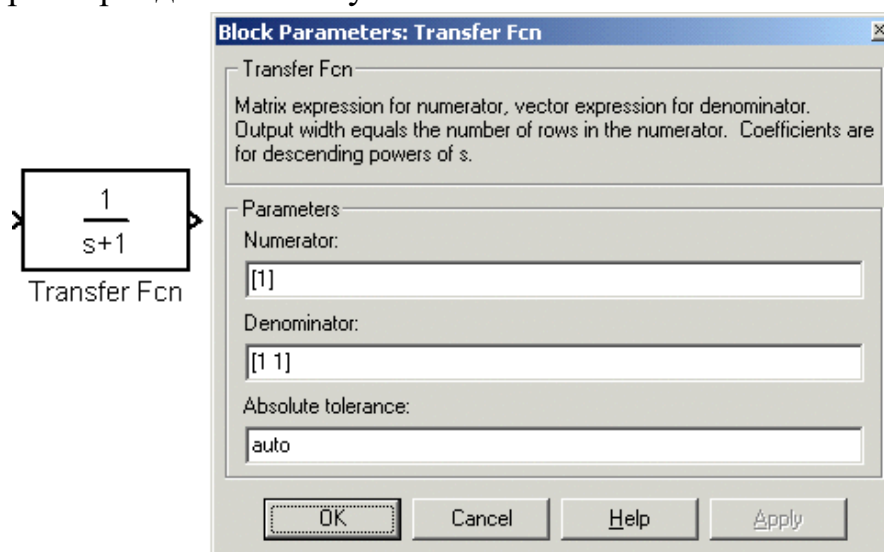 Block Parameters: Transfer Fcn
Transfer Fcn
Matrix expression for numerator, vector expression for denominator.
Output width equals the number of rows in the numerator. Coefficients are
for descending powers of s.
1
s+1
Transfer Fcn
Parameters
Numerator:
[1]
Denominator:
[1 1]
Absolute tolerance:
auto
OK Cancel Help Apply